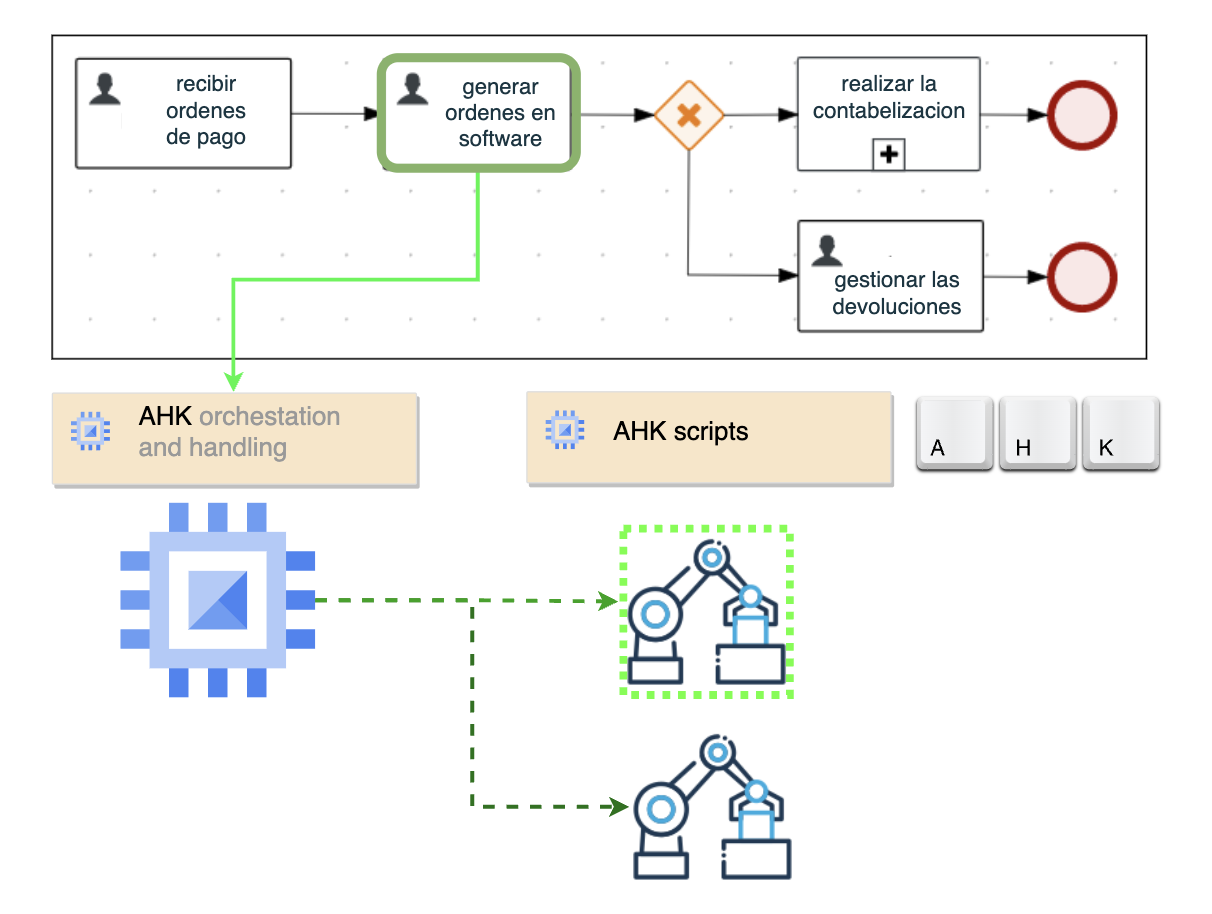 recibir
ordenes
de pago
generar
ordenes en
software
realizar la
contabelizacion
gestionar las
devoluciones
AHK orchestation
and handling
AHK scripts
A
H
K